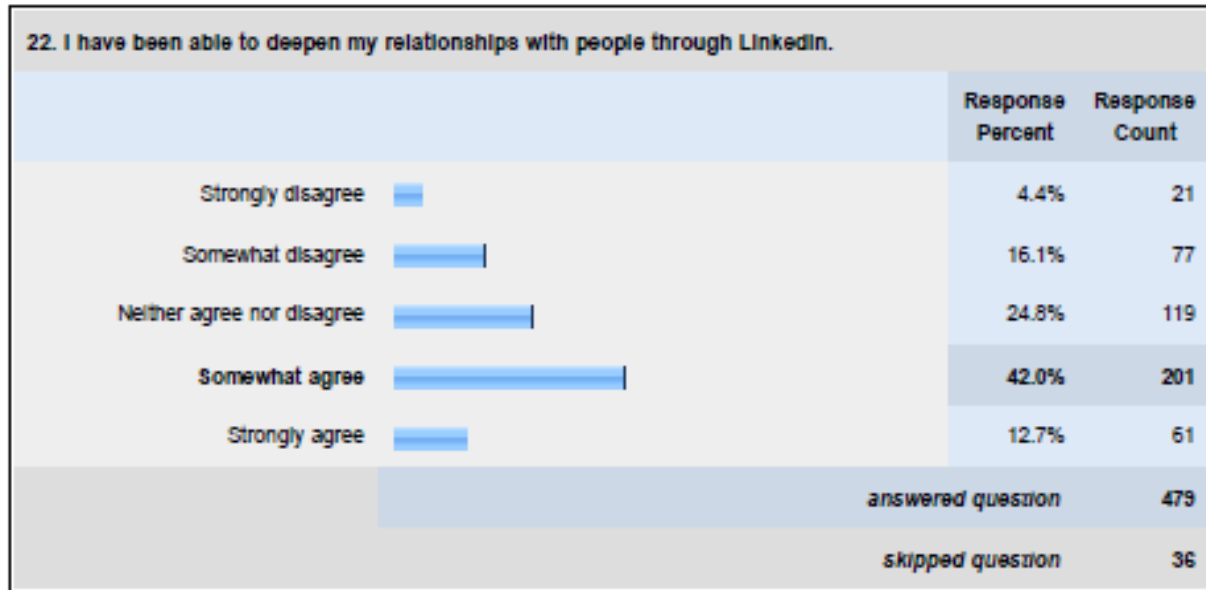 22. I have been able to deepen my relationships with people through LinkedIn.
Response Percent Response Count
Strongly disagree 4.4% 21
Somewhat disagree 16.1% 77
Neither agree nor disagree 24.8% 119
Somewhat agree 42.0% 201
Strongly agree 12.7% 61
answered question 479
skipped question 36